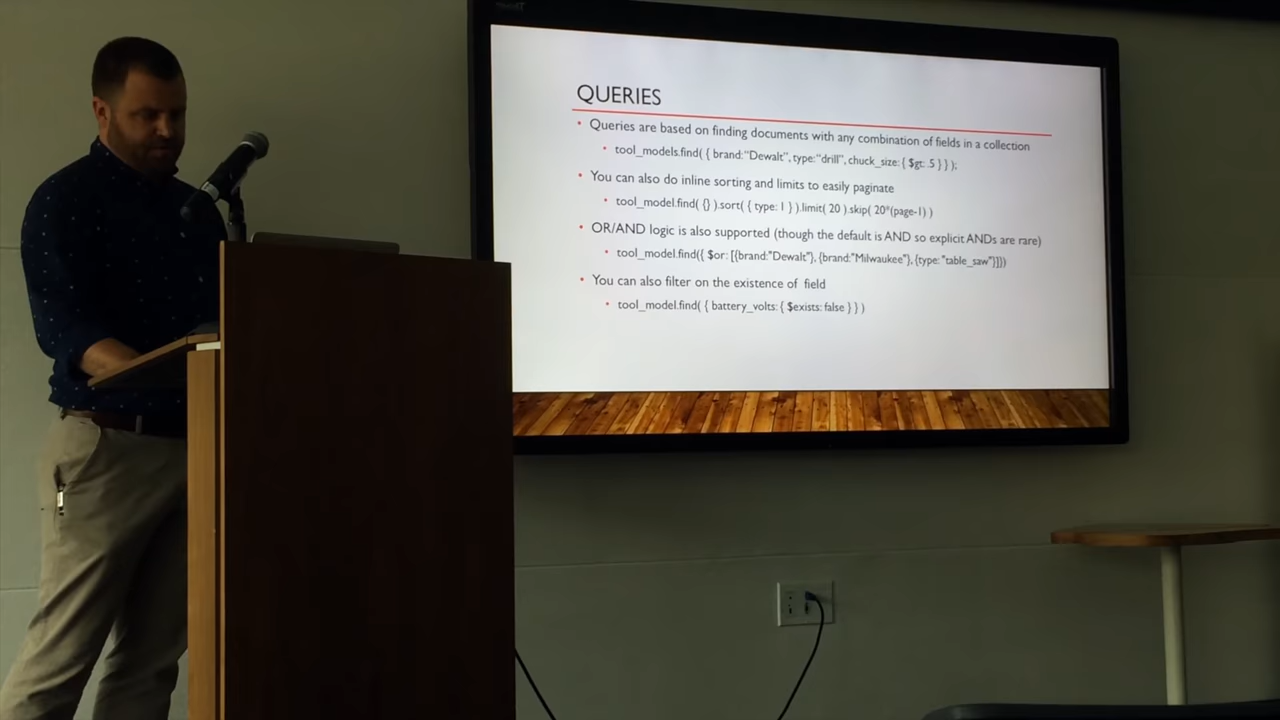 QUERIES
• Queries are based on finding documents with any combination of fields in a collection
• tool_models.find( { brand:"Dewalt", type:"drill", chuck_size: { $gt: .5 } } );
• You can also do inline sorting and limits to easily paginate
• tool_model.find( {} ).sort( { type: 1 } ).limit( 20 ).skip( 20*(page-1) )
• OR/AND logic is also supported (though the default is AND so explicit ANDs are rare)
• tool_model.find({ $or: [{brand:"Dewalt"}, {brand:"Milwaukee"}, {type: "table_saw"}]})
• You can also filter on the existence of field
• tool_model.find( { battery_volts: { $exists: false } } )